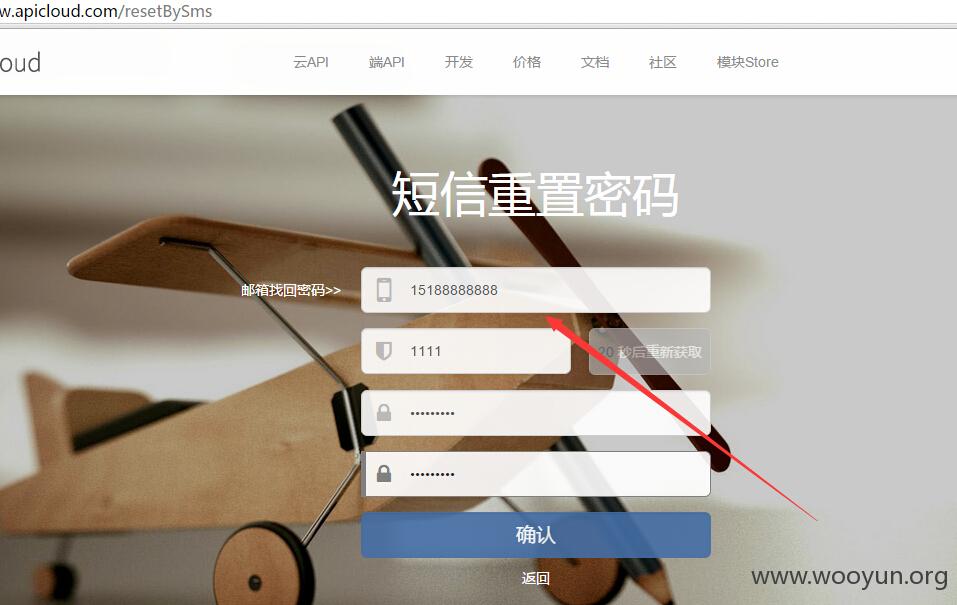 w.apicloud.com/resetBySms
oud
云API 端API 开发 价格 文档 社区 模块Store
短信重置密码
邮箱找回密码>> 15188888888
1111 20 秒后重新获取
•••••••••
•••••••••
确认
返回
www.wooyun.org